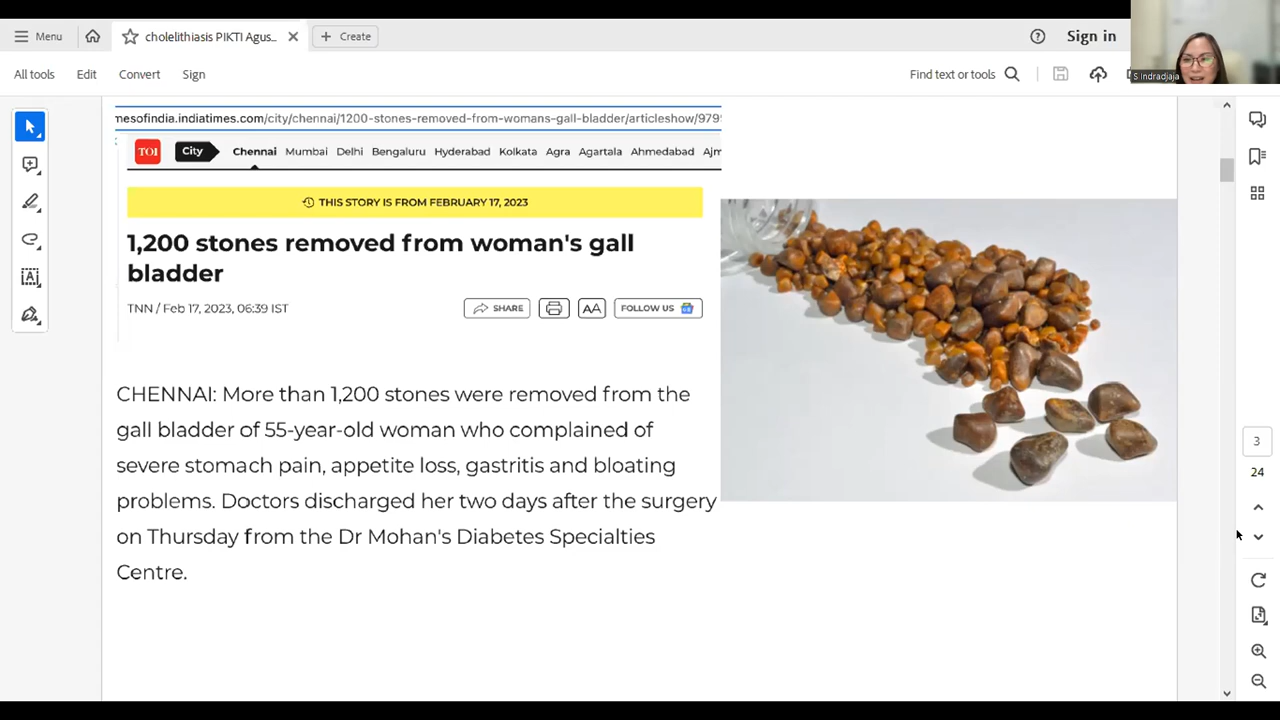 Menu
cholelithiasis PIKTI Agus...
Create
Sign in
S Indradjaja
All tools
Edit
Convert
Sign
Find text or tools
mesofindia.indiatimes.com/city/chennai/1200-stones-removed-from-womans-gall-bladder/articleshow/979
TOI City Chennai Mumbai Delhi Bengaluru Hyderabad Kolkata Agra Agartala Ahmedabad Ajm
THIS STORY IS FROM FEBRUARY 17, 2023
1,200 stones removed from woman's gall
bladder
TNN / Feb 17, 2023, 06:39 IST
SHARE
AA
FOLLOW US
CHENNAI: More than 1,200 stones were removed from the
gall bladder of 55-year-old woman who complained of
severe stomach pain, appetite loss, gastritis and bloating
problems. Doctors discharged her two days after the surgery
on Thursday from the Dr Mohan's Diabetes Specialties
Centre.
3
24